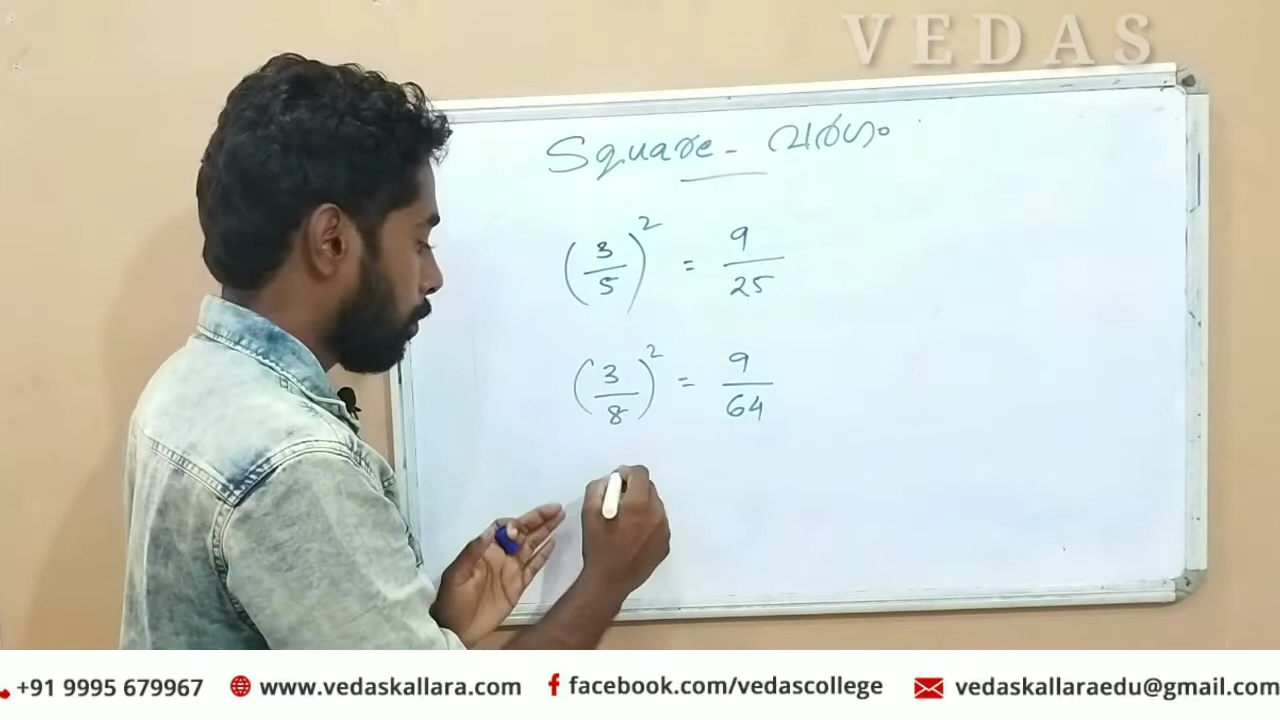 VEDAS
Square - വർഗം
(3/5)² = 9/25
(3/8)² = 9/64
+91 9995 679967 www.vedaskallara.com facebook.com/vedascollege vedaskallaraedu@gmail.com